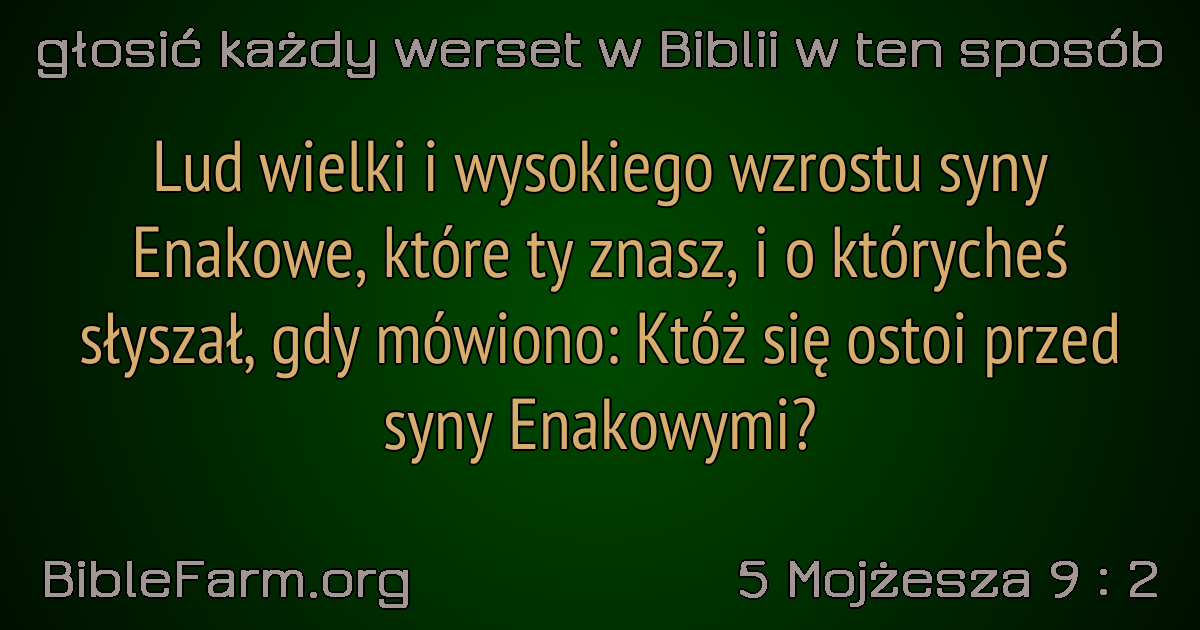 głosić każdy werset w Biblii w ten sposób
Lud wielki i wysokiego wzrostu syny
Enakowe, które ty znasz, i o którycheś
słyszał, gdy mówiono: Któż się ostoi przed
syny Enakowymi?
BibleFarm.org
5 Mojżesza 9 : 2